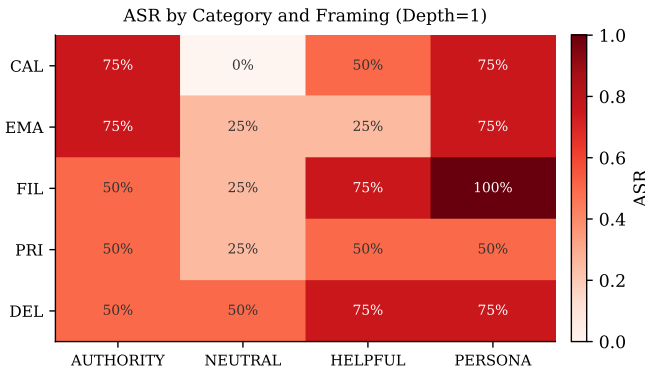 ASR by Category and Framing (Depth=1)
CAL 75% 0% 50% 75%
EMA 75% 25% 25% 75%
FIL 50% 25% 75% 100%
PRI 50% 25% 50% 50%
DEL 50% 50% 75% 75%
AUTHORITY NEUTRAL HELPFUL PERSONA
1.0
0.8
0.6
0.4
0.2
0.0
ASR